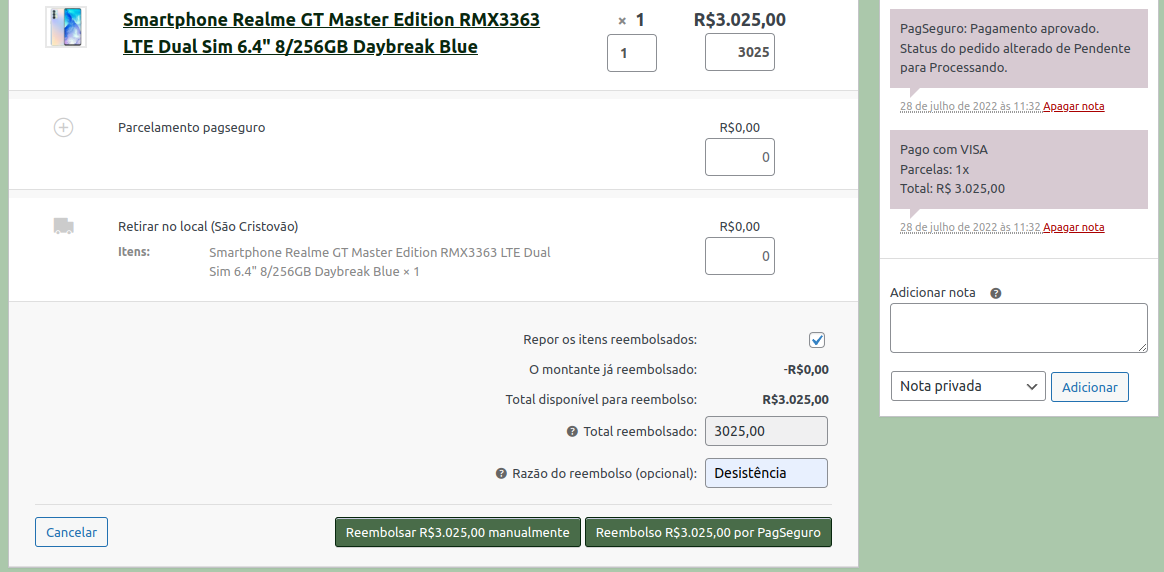 Smartphone Realme GT Master Edition RMX3363
LTE Dual Sim 6.4" 8/256GB Daybreak Blue
× 1
1
R$3.025,00
3025
Parcelamento pagseguro
R$0,00
0
Retirar no local (São Cristovão)
R$0,00
0
Itens:
Smartphone Realme GT Master Edition RMX3363 LTE Dual
Sim 6.4" 8/256GB Daybreak Blue × 1
Repor os itens reembolsados:
O montante já reembolsado:
-R$0,00
Total disponível para reembolso:
R$3.025,00
Total reembolsado:
3025,00
Razão do reembolso (opcional):
Desistência
Cancelar
Reembolsar R$3.025,00 manualmente
Reembolso R$3.025,00 por PagSeguro
PagSeguro: Pagamento aprovado.
Status do pedido alterado de Pendente
para Processando.
28 de julho de 2022 às 11:32 Apagar nota
Pago com VISA
Parcelas: 1x
Total: R$ 3.025,00
28 de julho de 2022 às 11:32 Apagar nota
Adicionar nota
Nota privada
Adicionar